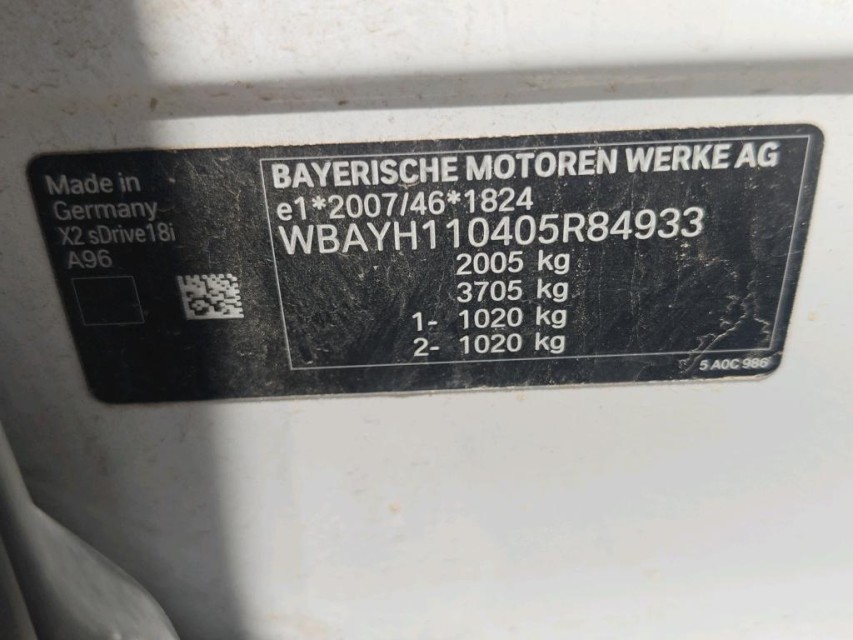 Made in
Germany
X2 sDrive18i
A96
BAYERISCHE MOTOREN WERKE AG
e1*2007/46*1824
WBAYH110405R84933
2005 kg
3705 kg
1- 1020 kg
2- 1020 kg
5 A0C 986